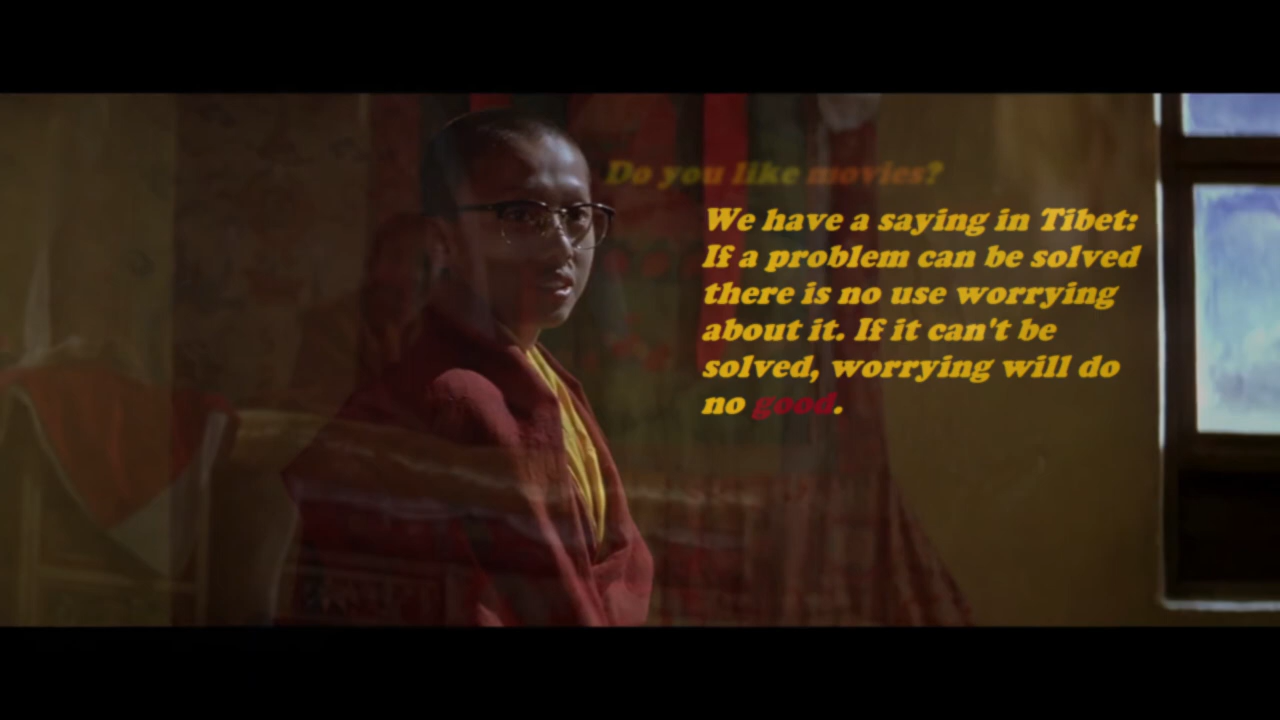 Do you like movies?
We have a saying in Tibet:
If a problem can be solved
there is no use worrying
about it. If it can't be
solved, worrying will do
no good.